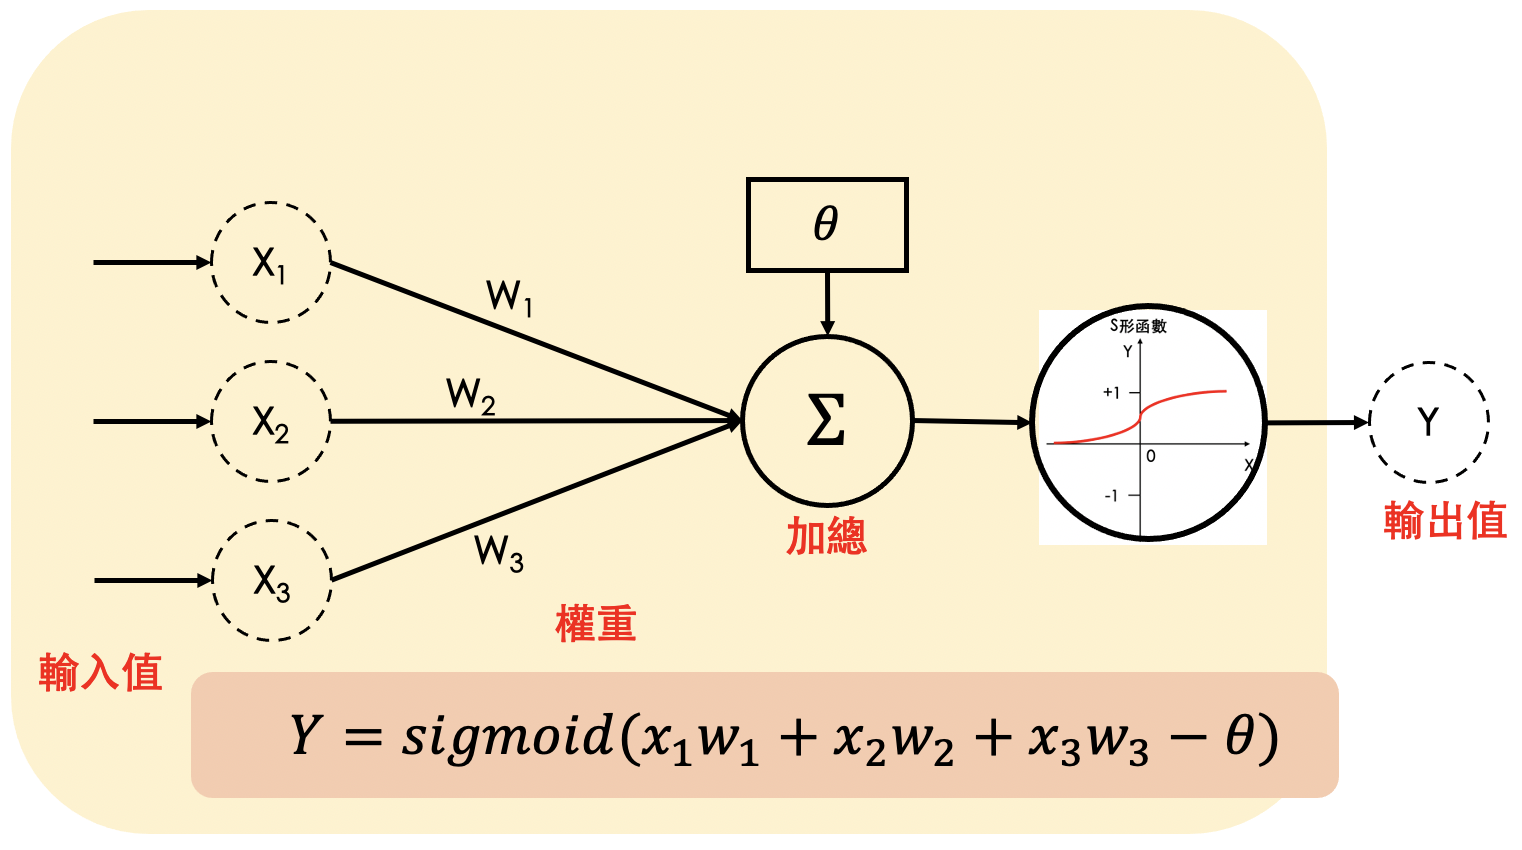 θ
X₁
W₁
S形函數
Y
+1
0
X
-1
W₂
X₂
Σ
Y
加總
輸出值
W₃
X₃
權重
輸入值
Y = sigmoid(x₁w₁ + x₂w₂ + x₃w₃ − θ)